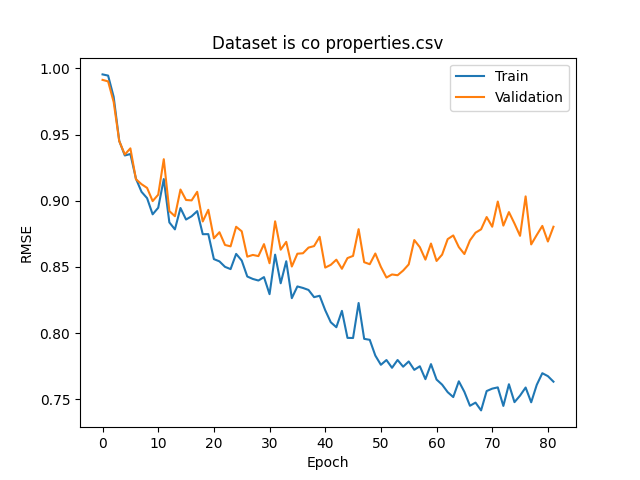 Dataset is co properties.csv
Train
Validation
1.00
0.95
0.90
0.85
0.80
0.75
RMSE
0 10 20 30 40 50 60 70 80
Epoch